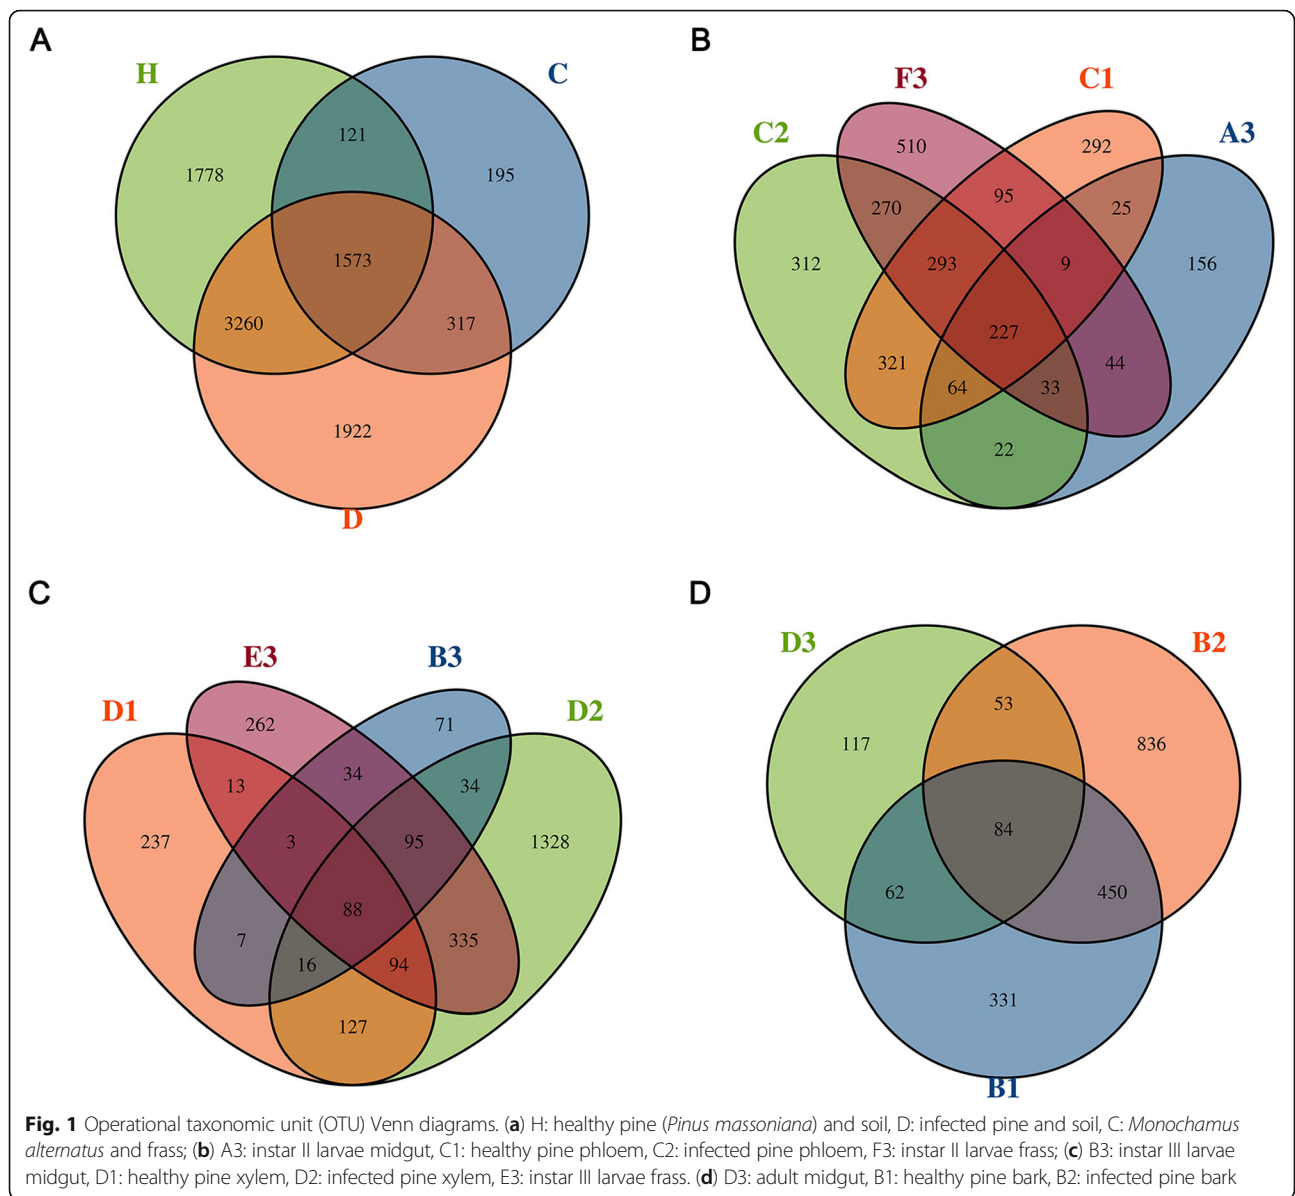 A
H
C
121
1778
195
1573
3260
317
1922
D
B
F3
C1
C2
A3
510
292
95
270
25
312
293
9
156
227
321
44
64
33
22
C
E3
B3
D1
D2
262
71
34
13
34
237
3
95
1328
88
7
335
16
94
127
D
D3
B2
53
117
836
84
62
450
331
B1
Fig. 1 Operational taxonomic unit (OTU) Venn diagrams. (a) H: healthy pine (Pinus massoniana) and soil, D: infected pine and soil, C: Monochamus
alternatus and frass; (b) A3: instar II larvae midgut, C1: healthy pine phloem, C2: infected pine phloem, F3: instar II larvae frass; (c) B3: instar III larvae
midgut, D1: healthy pine xylem, D2: infected pine xylem, E3: instar III larvae frass. (d) D3: adult midgut, B1: healthy pine bark, B2: infected pine bark